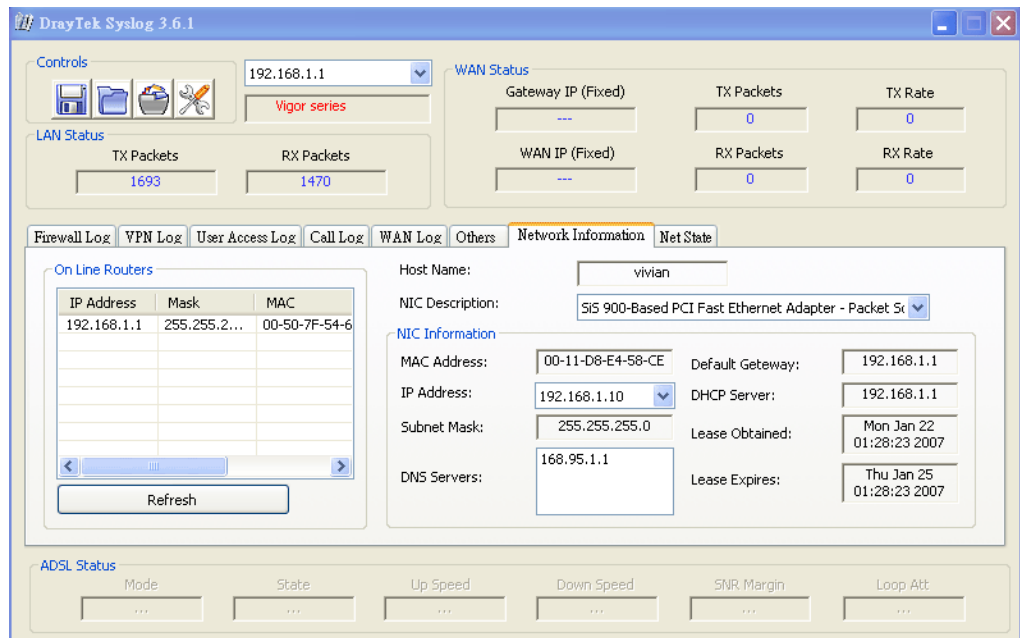 DrayTek Syslog 3.6.1
Controls
192.168.1.1
Vigor series
WAN Status
Gateway IP (Fixed)
TX Packets
TX Rate
---
0
0
WAN IP (Fixed)
RX Packets
RX Rate
---
0
0
LAN Status
TX Packets
RX Packets
1693
1470
Firewall Log
VPN Log
User Access Log
Call Log
WAN Log
Others
Network Information
Net State
On Line Routers
IP Address
Mask
MAC
192.168.1.1
255.255.2...
00-50-7F-54-6
Refresh
Host Name:
vivian
NIC Description:
SiS 900-Based PCI Fast Ethernet Adapter - Packet Sc
NIC Information
MAC Address:
00-11-D8-E4-58-CE
Default Geteway:
192.168.1.1
IP Address:
192.168.1.10
DHCP Server:
192.168.1.1
Subnet Mask:
255.255.255.0
Lease Obtained:
Mon Jan 22
01:28:23 2007
DNS Servers:
168.95.1.1
Lease Expires:
Thu Jan 25
01:28:23 2007
ADSL Status
Mode
State
Up Speed
Down Speed
SNR Margin
Loop Att
...
...
...
...
...
...